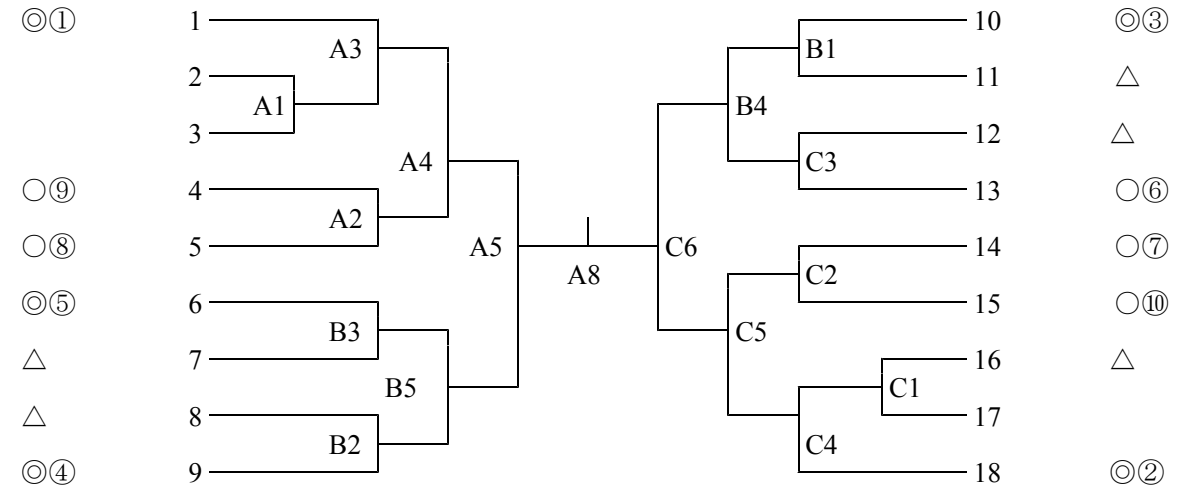 ◎① 1 10 ◎③
A3 B1
2 11 △
A1 B4
3 12 △
A4 C3
○⑨ 4 13 ○⑥
A2
○⑧ 5 A5 C6 14 ○⑦
A8 C2
◎⑤ 6 15 ○⑩
B3 C5
△ 7 16 △
B5 C1
△ 8 17
B2 C4
◎④ 9 18 ◎②